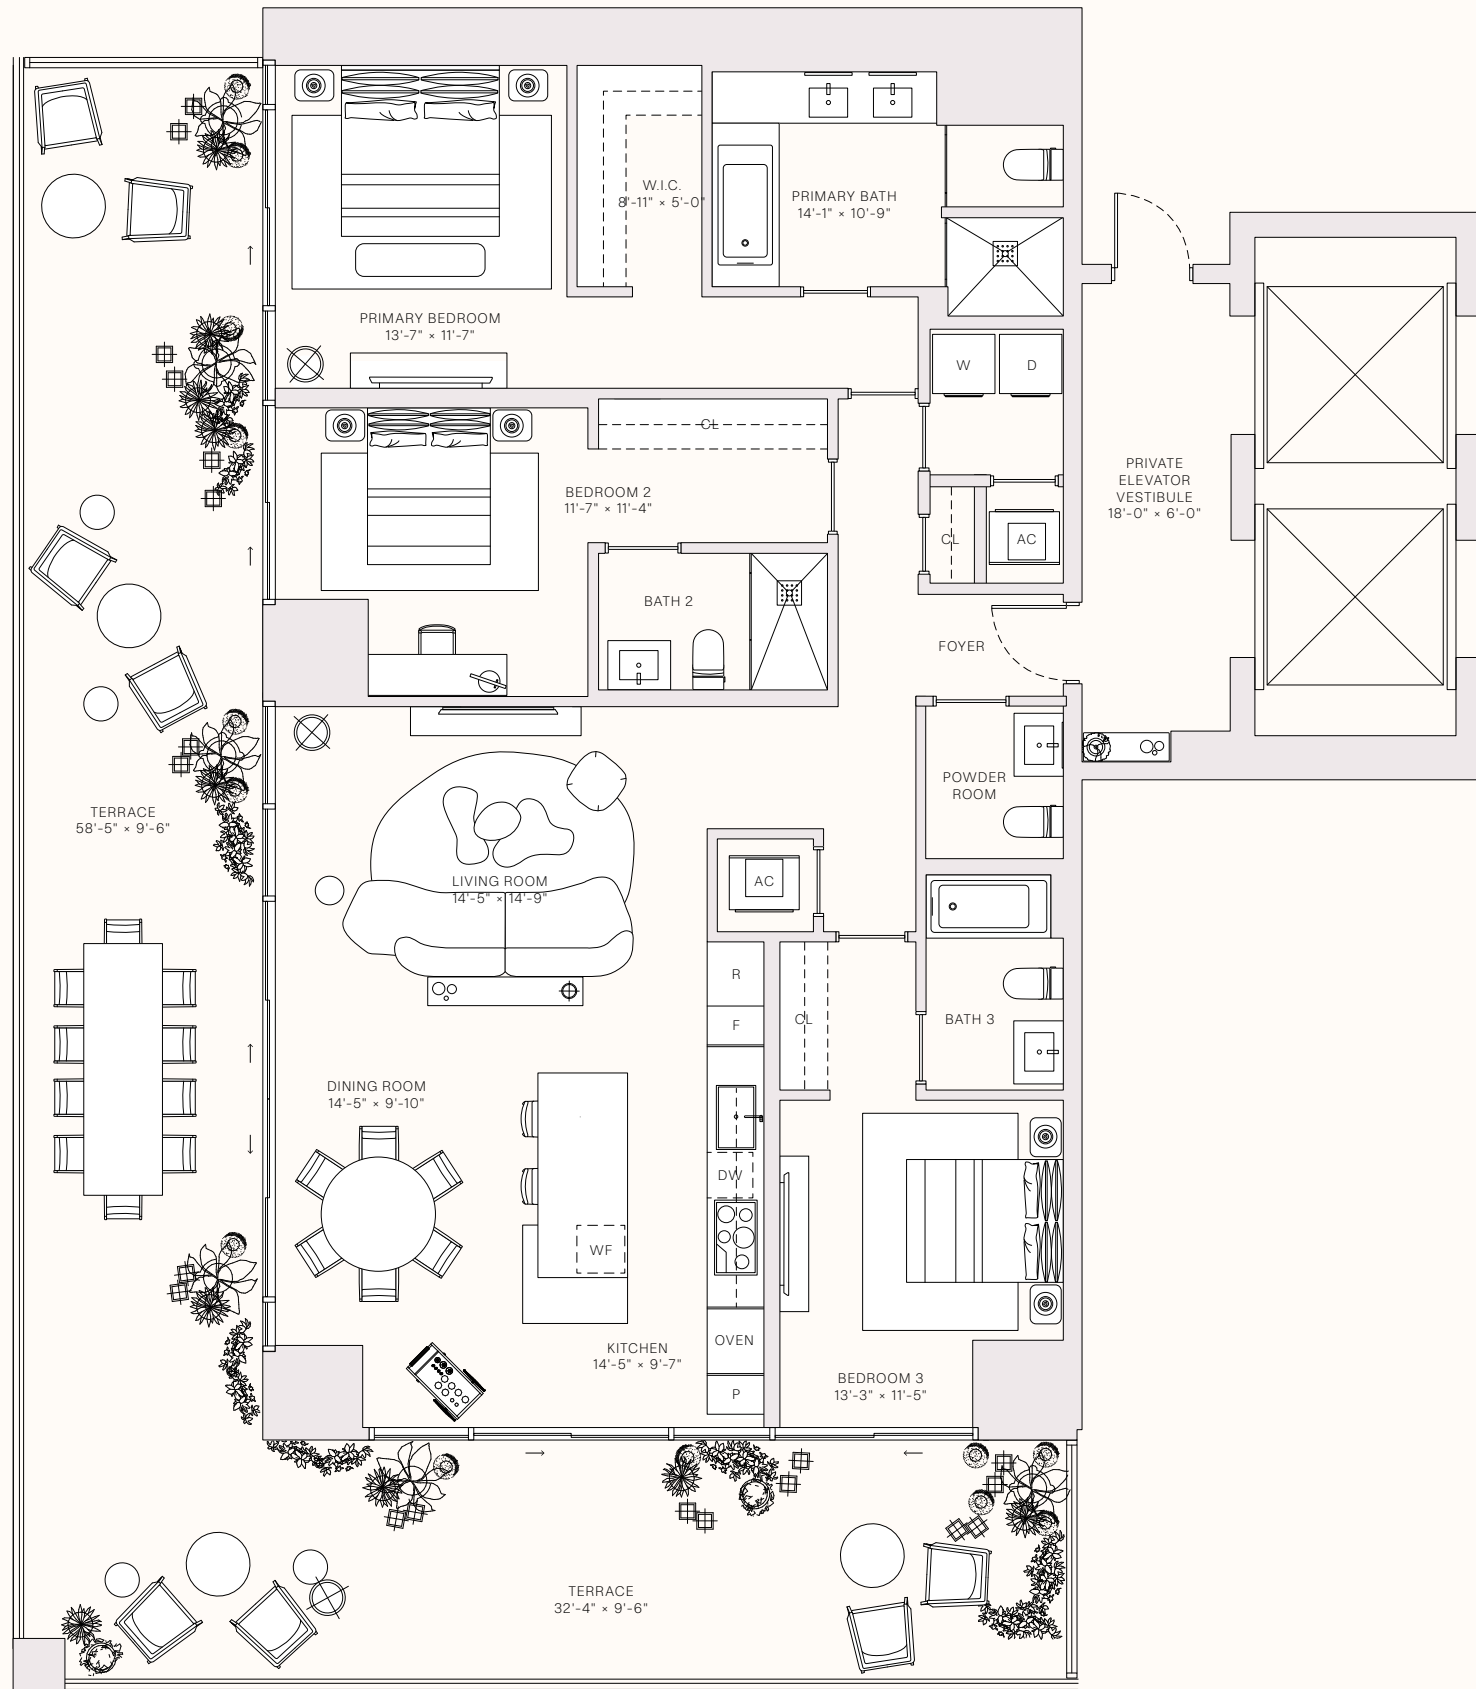 W.I.C.
8'-11" × 5'-0"
PRIMARY BATH
14'-1" × 10'-9"
PRIMARY BEDROOM
13'-7" × 11'-7"
W
D
CL
BEDROOM 2
11'-7" × 11'-4"
PRIVATE
ELEVATOR
VESTIBULE
18'-0" × 6'-0"
CL
AC
BATH 2
FOYER
POWDER
ROOM
TERRACE
58'-5" × 9'-6"
LIVING ROOM
14'-5" × 14'-9"
AC
R
F
CL
BATH 3
DINING ROOM
14'-5" × 9'-10"
DW
WF
OVEN
KITCHEN
14'-5" × 9'-7"
P
BEDROOM 3
13'-3" × 11'-5"
TERRACE
32'-4" × 9'-6"